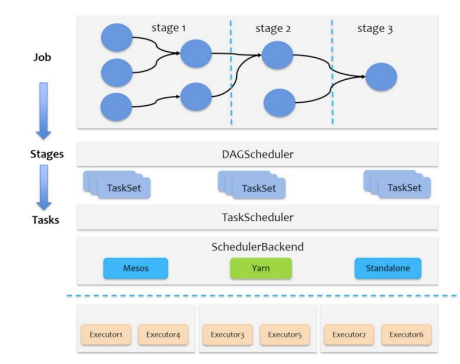 stage 1 stage 2 stage 3
Job
Stages
DAGScheduler
TaskSet TaskSet TaskSet
Tasks
TaskScheduler
SchedulerBackend
Mesos Yarn Standalone
Executor1 Executor4 Executor3 Executor5 Executor2 Executor6